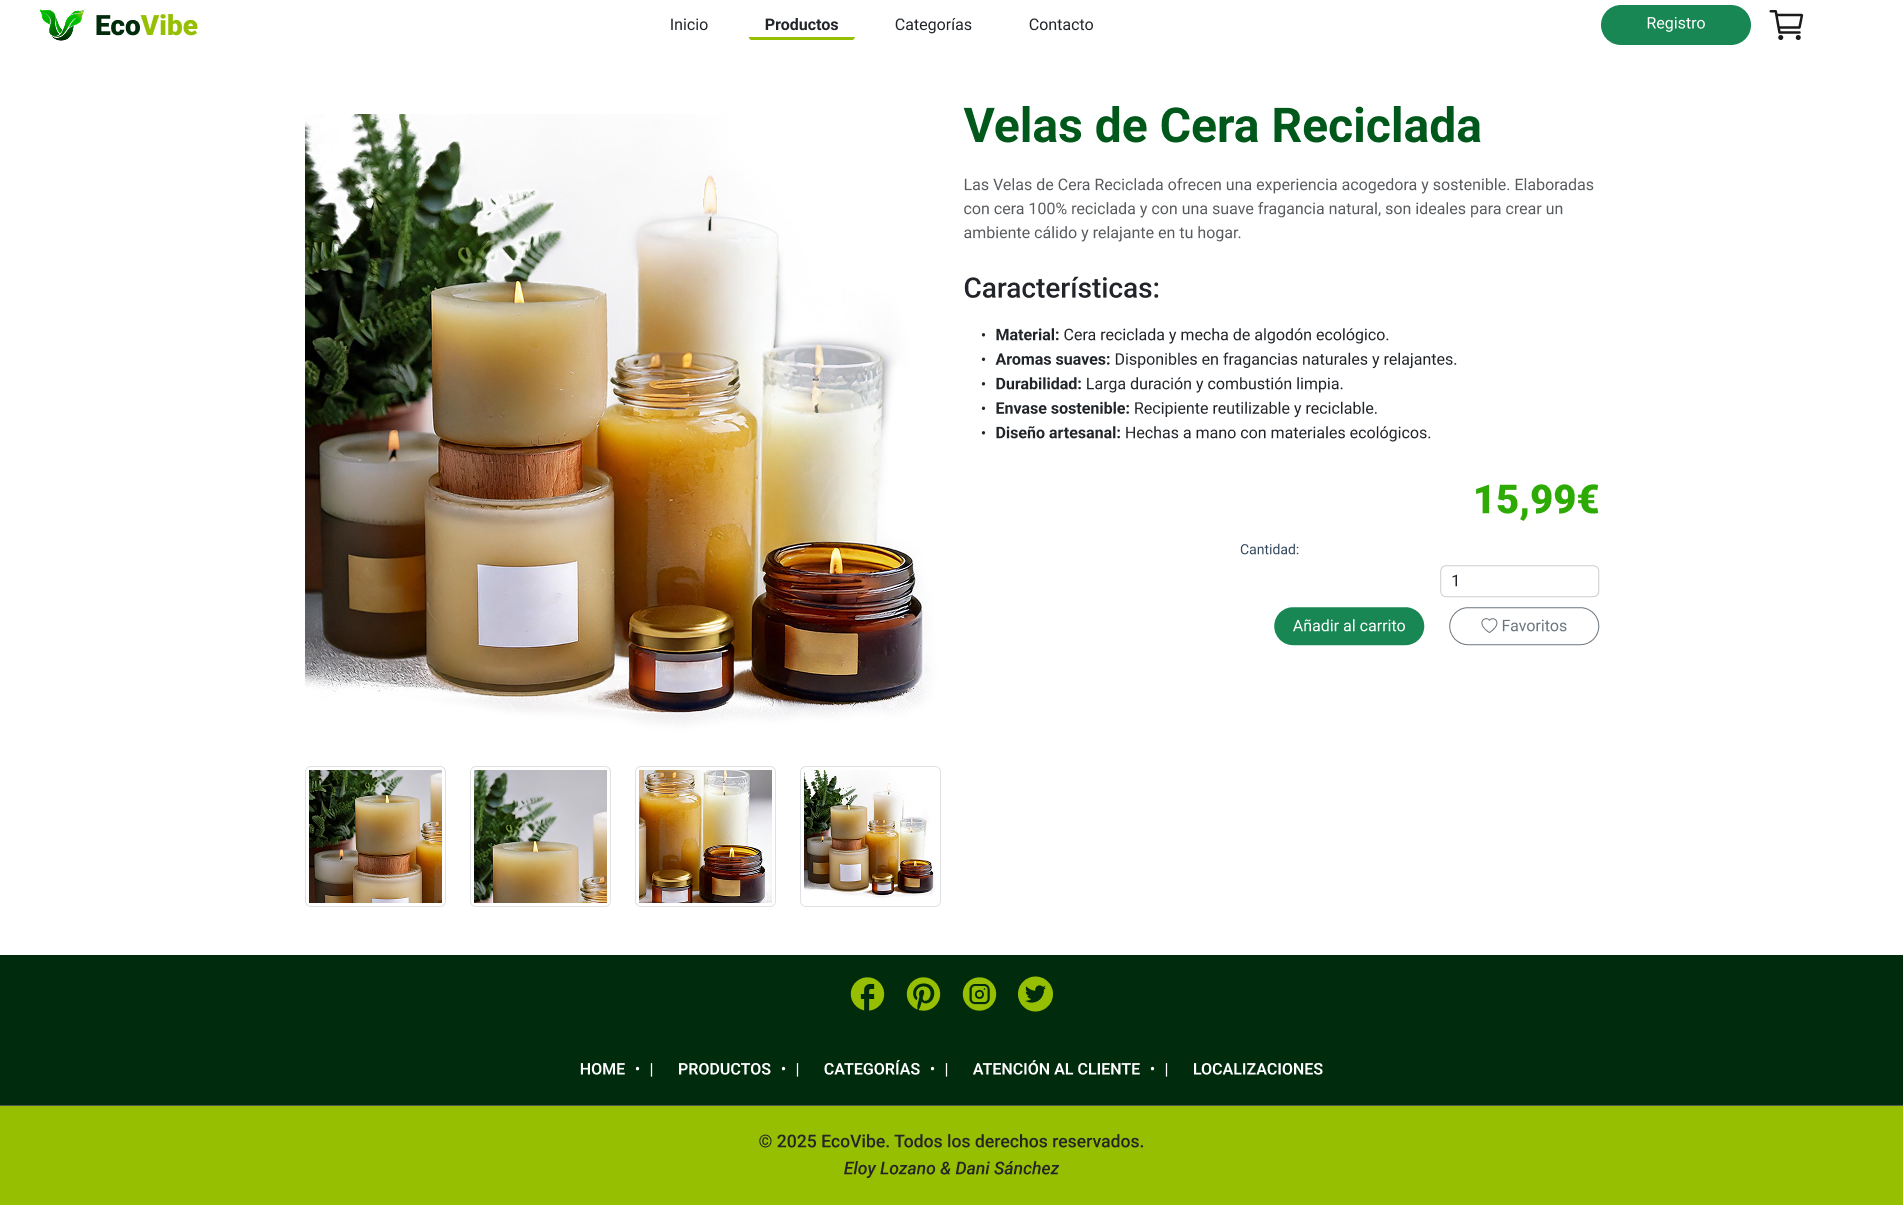 EcoVibe
Inicio
Productos
Categorías
Contacto
Registro
Velas de Cera Reciclada
Las Velas de Cera Reciclada ofrecen una experiencia acogedora y sostenible. Elaboradas
con cera 100% reciclada y con una suave fragancia natural, son ideales para crear un
ambiente cálido y relajante en tu hogar.
Características:
• Material: Cera reciclada y mecha de algodón ecológico.
• Aromas suaves: Disponibles en fragancias naturales y relajantes.
• Durabilidad: Larga duración y combustión limpia.
• Envase sostenible: Recipiente reutilizable y reciclable.
• Diseño artesanal: Hechas a mano con materiales ecológicos.
15,99€
Cantidad:
1
Añadir al carrito
Favoritos
HOME • | PRODUCTOS • | CATEGORÍAS • | ATENCIÓN AL CLIENTE • | LOCALIZACIONES
© 2025 EcoVibe. Todos los derechos reservados.
Eloy Lozano & Dani Sánchez